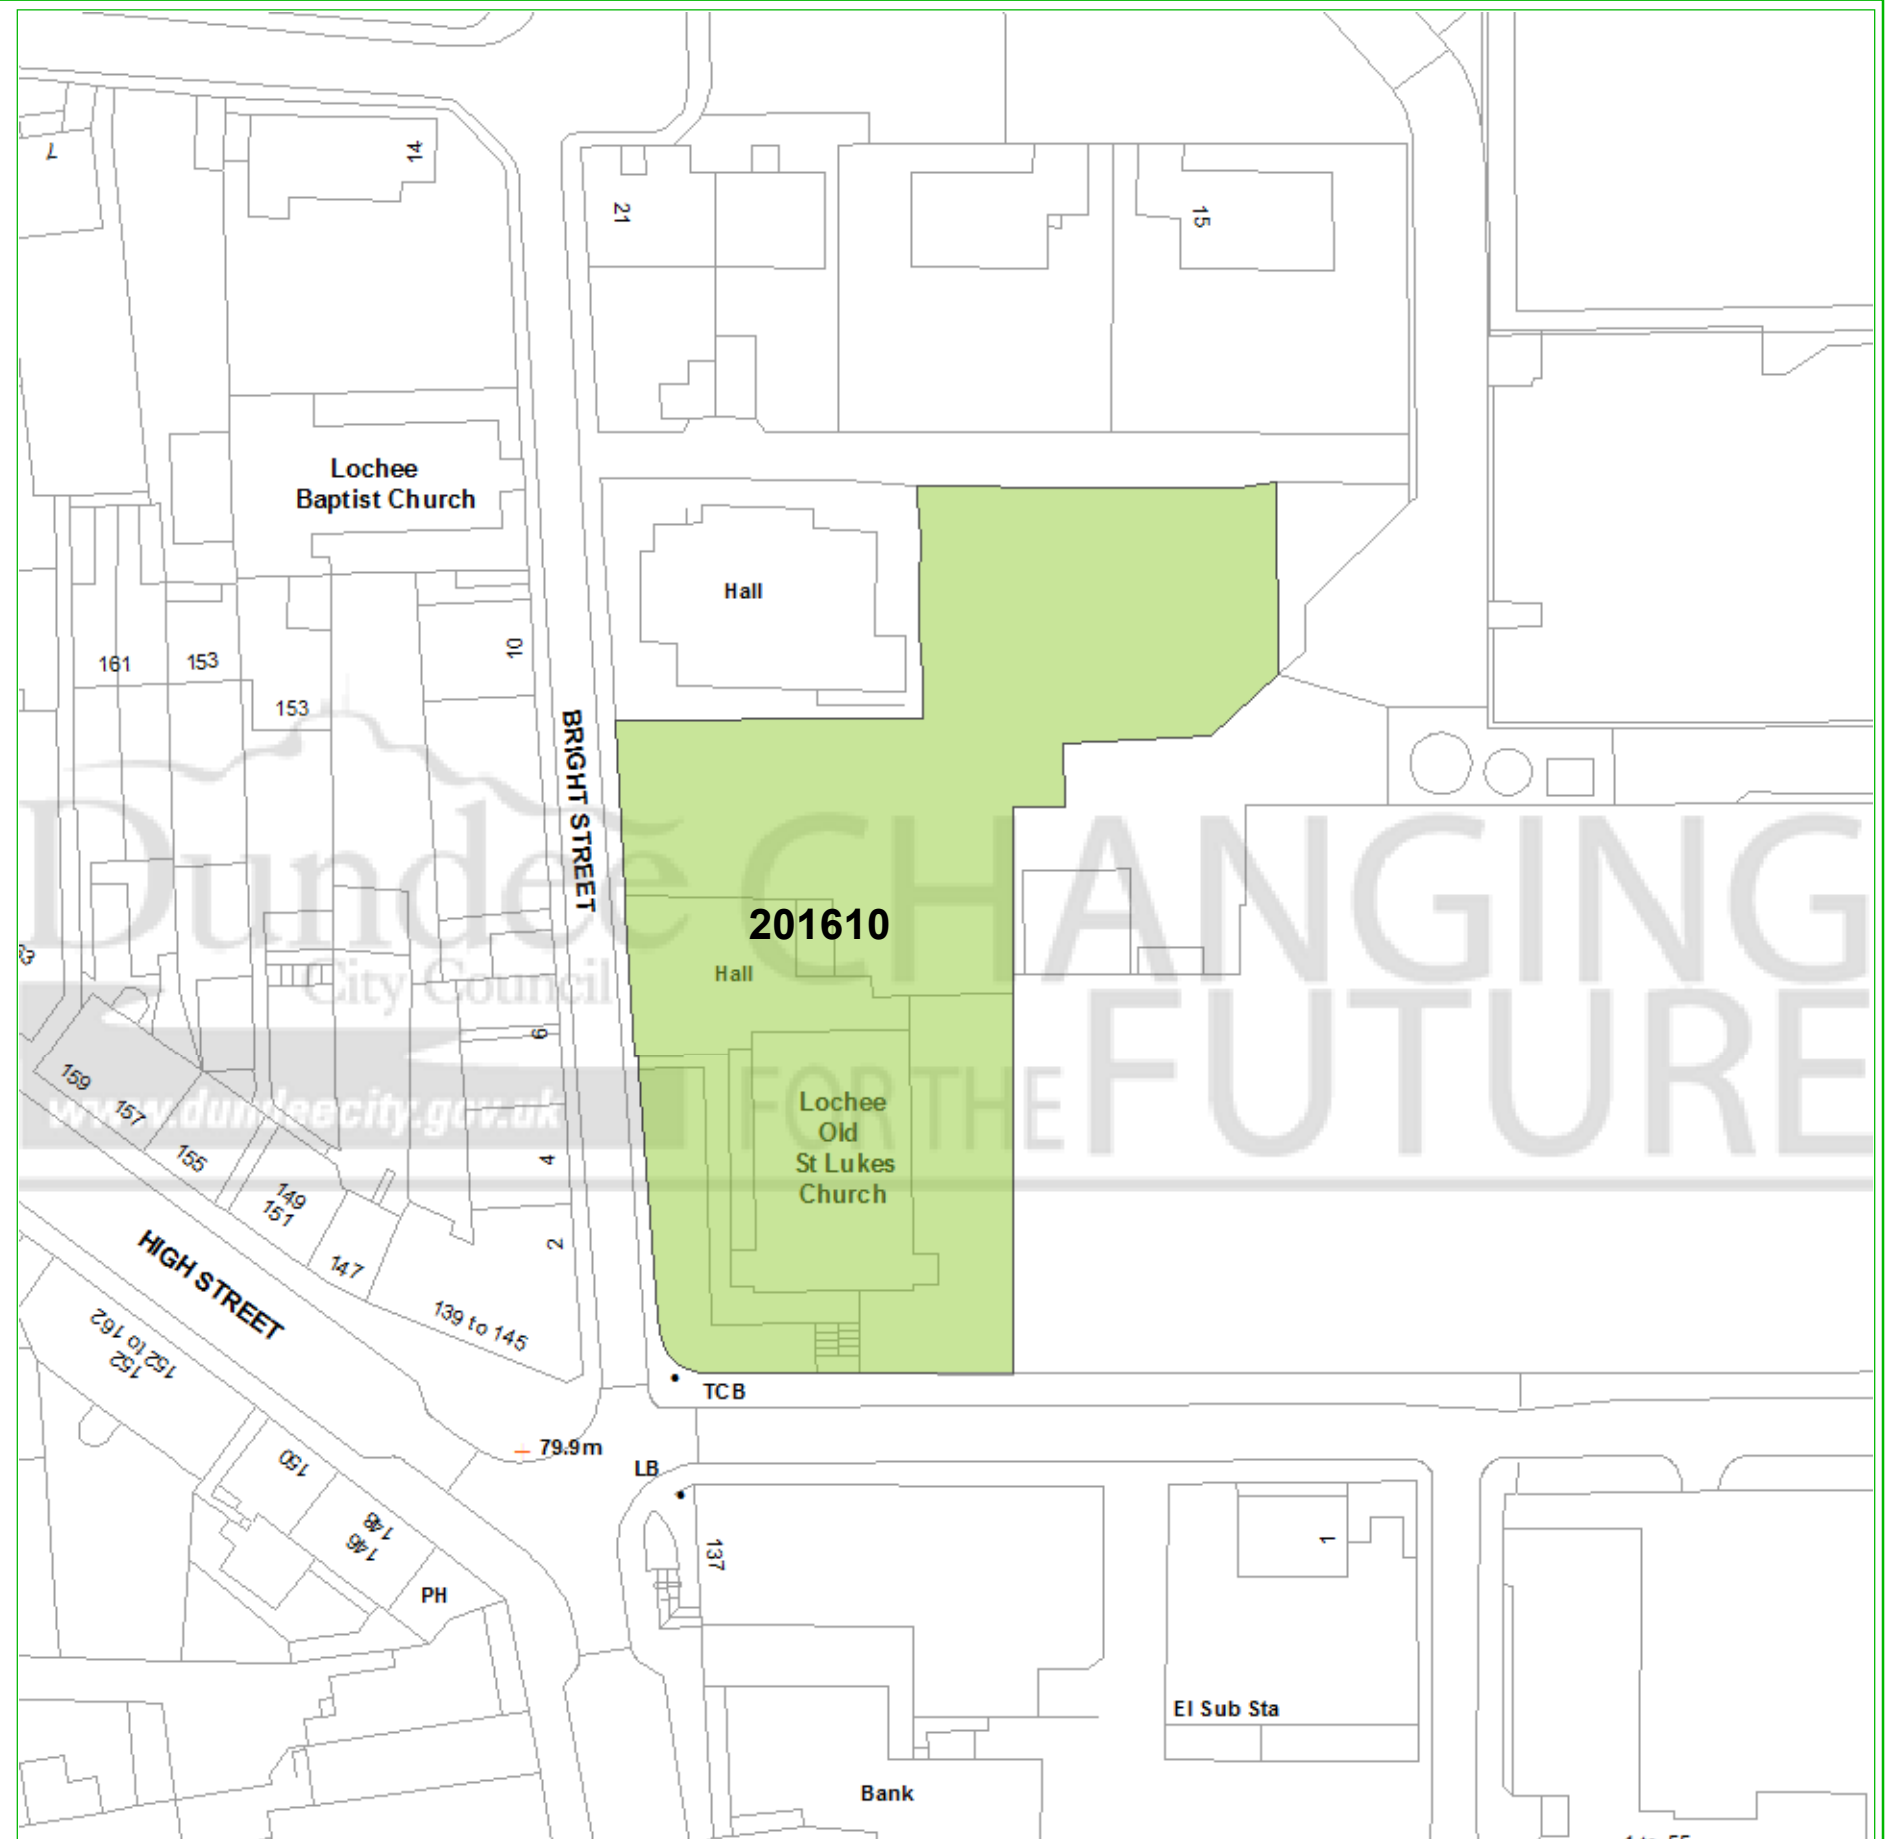 7
14
21
15
Lochee
Baptist Church
Hall
10
161
153
153
BRIGHT STREET
Dundee
City Council
www.dundeecity.gov.uk
CHANGING
FOR THE FUTURE
201610
Hall
6
Lochee
Old
St Lukes
Church
159
157
155
149
151
147
139 to 145
4
2
HIGH STREET
152 to 162
152
TCB
79.9m
LB
150
148
146
PH
137
1
El Sub Sta
Bank